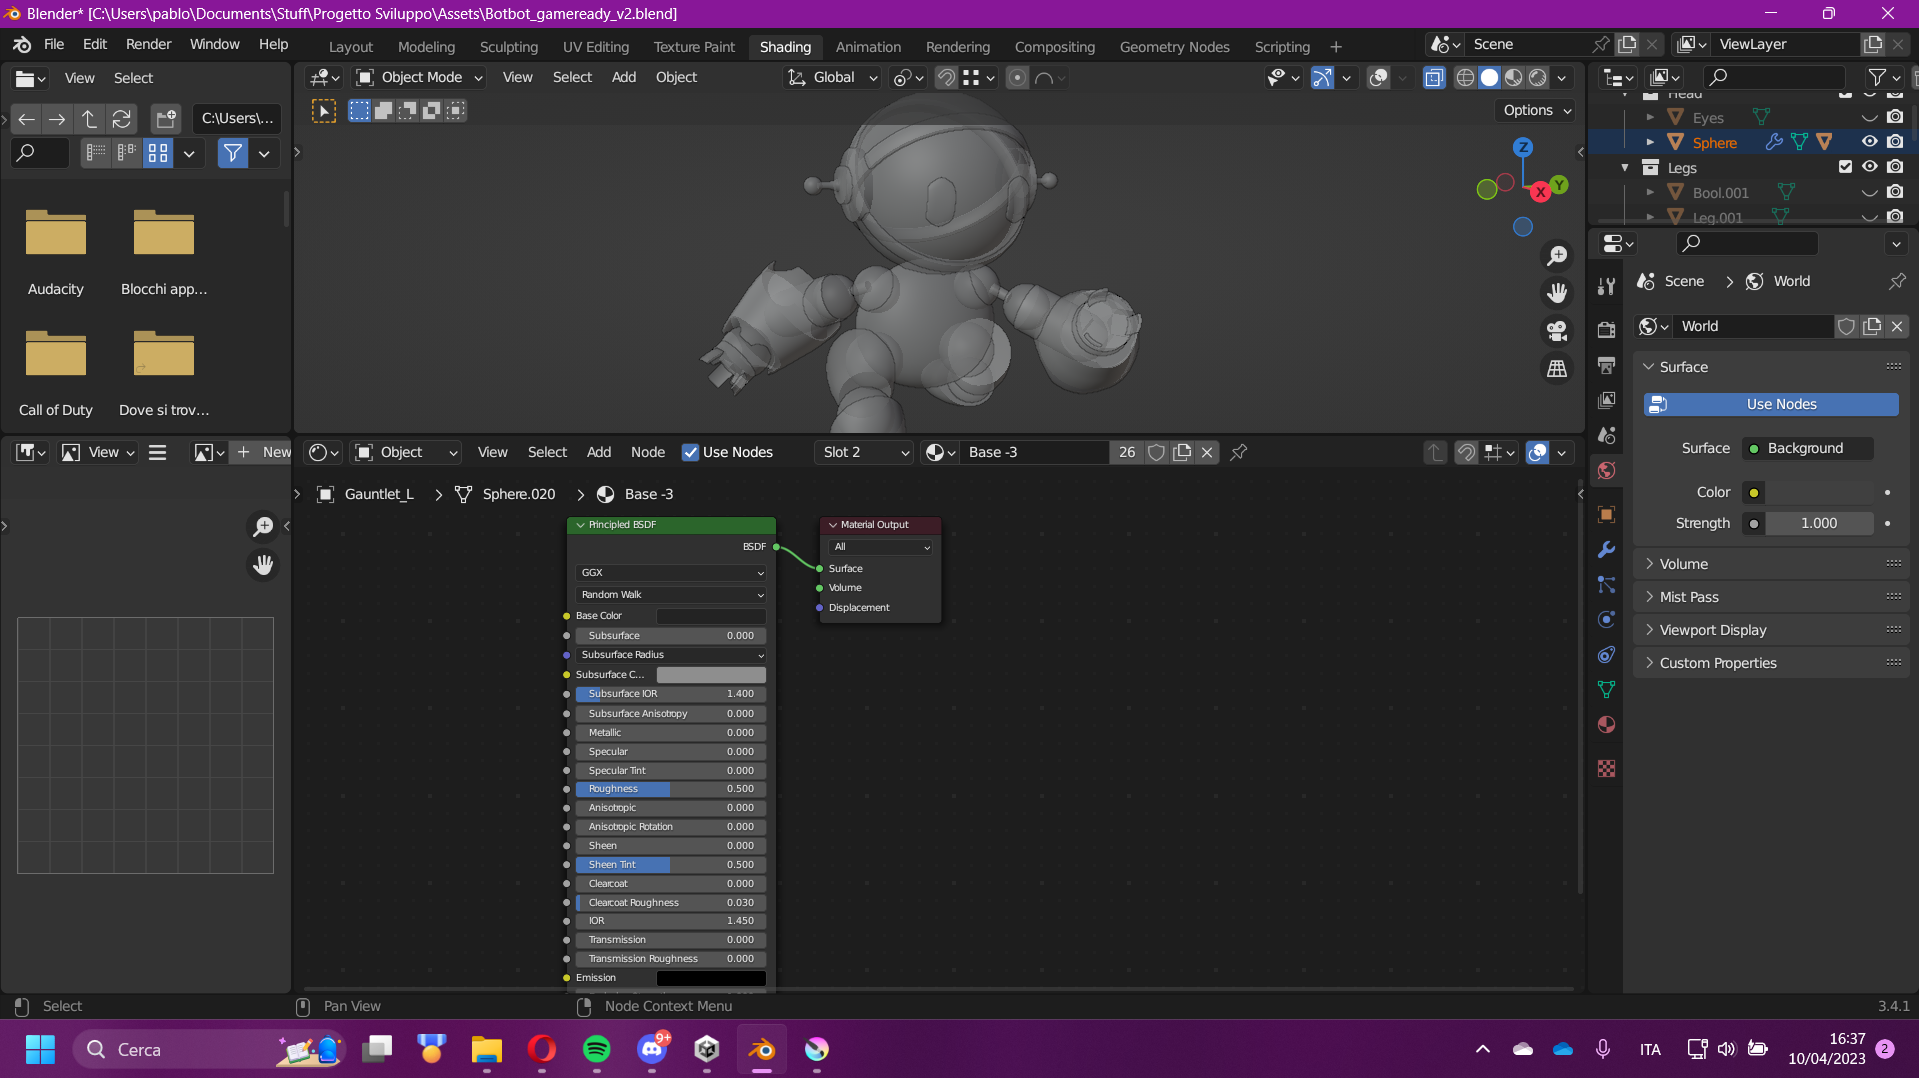 Blender* [C:\Users\pablo\Documents\Stuff\Progetto Sviluppo\Assets\Botbot_gameready_v2.blend]
File Edit Render Window Help
Layout Modeling Sculpting UV Editing Texture Paint Shading Animation Rendering Compositing Geometry Nodes Scripting
Scene
ViewLayer
View Select
C:\Users\...
Audacity
Blocchi app...
Call of Duty
Dove si trov...
Object Mode View Select Add Object
Global
Options
Z
X
Y
Head
Eyes
Sphere
Legs
Bool.001
Leg.001
Scene > World
World
Surface
Use Nodes
Surface Background
Color
Strength 1.000
Volume
Mist Pass
Viewport Display
Custom Properties
View
New
Object View Select Add Node Use Nodes
Slot 2
Base -3 26
Gauntlet_L > Sphere.020 > Base -3
Principled BSDF
BSDF
GGX
Random Walk
Base Color
Subsurface 0.000
Subsurface Radius
Subsurface C...
Subsurface IOR 1.400
Subsurface Anisotropy 0.000
Metallic 0.000
Specular 0.000
Specular Tint 0.000
Roughness 0.500
Anisotropic 0.000
Anisotropic Rotation 0.000
Sheen 0.000
Sheen Tint 0.500
Clearcoat 0.000
Clearcoat Roughness 0.030
IOR 1.450
Transmission 0.000
Transmission Roughness 0.000
Emission
Material Output
All
Surface
Volume
Displacement
Select
Pan View
Node Context Menu
3.4.1
Cerca
9+
ITA
16:37
10/04/2023
2